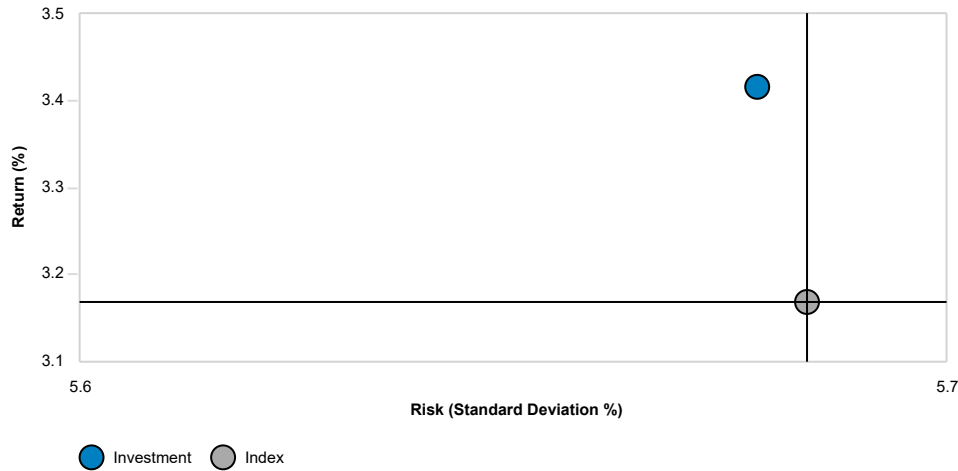 3.5
3.4
3.3
3.2
3.1
Return (%)
5.6
5.7
Risk (Standard Deviation %)
Investment
Index